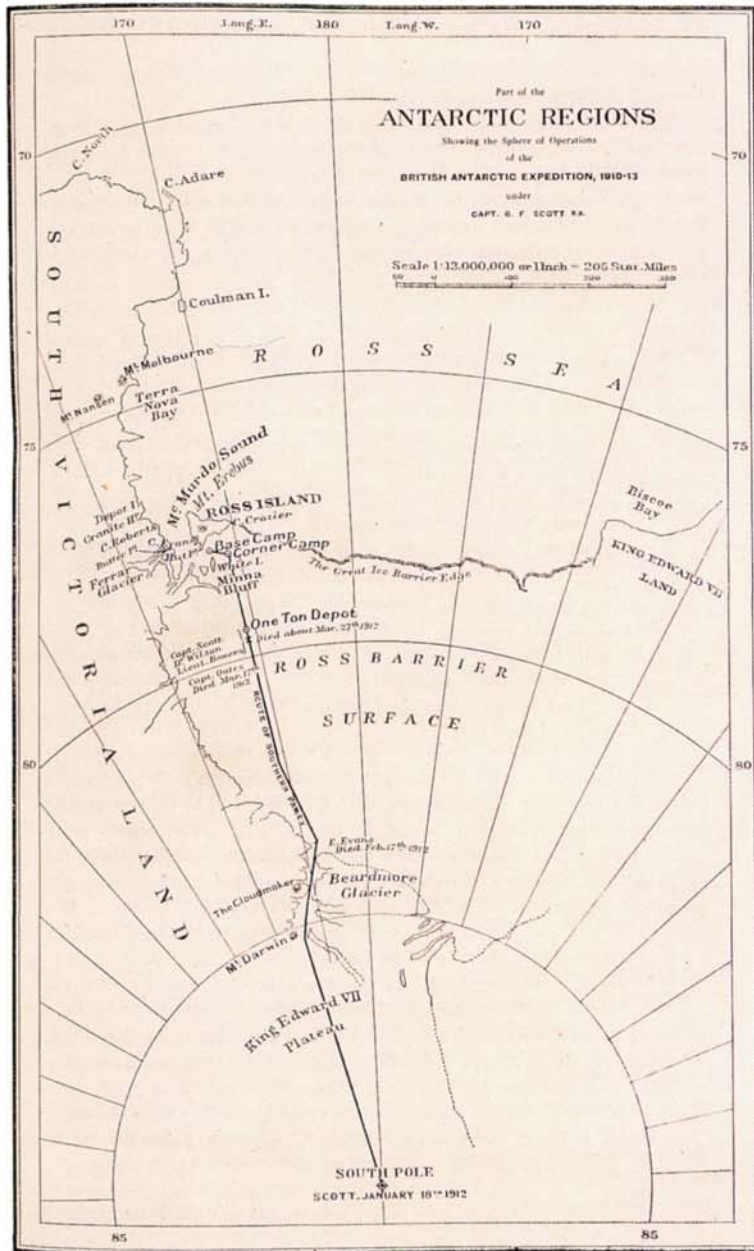 170 Long. E. 180 Long. W. 170
Part of the
ANTARCTIC REGIONS
Showing the Sphere of Operations
of the
BRITISH ANTARCTIC EXPEDITION, 1910-13
under
Scale 1:13,000,000 or 1 Inch = 205 Stat. Miles
70
70
C. North
C. Adare
SOUTH VICTORIA LAND
Coulman I.
Mt. Melbourne
Mt. Nansen
Terra
Nova
Bay
ROSS SEA
75
75
Mc Murdo Sound
Mt. Erebus
ROSS ISLAND
C. Crozier
Depot I.
Granite Hr.
C. Roberts
Butter Pt.
C. Evans
Base Camp
Corner Camp
White I.
Minna
Bluff
Ferrar
Glacier
The Great Ice Barrier Edge
Biscoe
Bay
KING EDWARD VII
LAND
One Ton Depot
Died about Mar. 27th 1912
Capt. Scott
Dr. Wilson
Lieut. Bowers
Capt. Oates
Died Mar. 17th
1912
ROSS BARRIER
SURFACE
ROUTE OF SOUTHERN PARTY
80
80
E. Evans
Died Feb. 17th 1912
Beardmore
Glacier
The Cloudmaker
Mt. Darwin
King Edward VII
Plateau
SOUTH POLE
SCOTT, JANUARY 18TH 1912
85
85